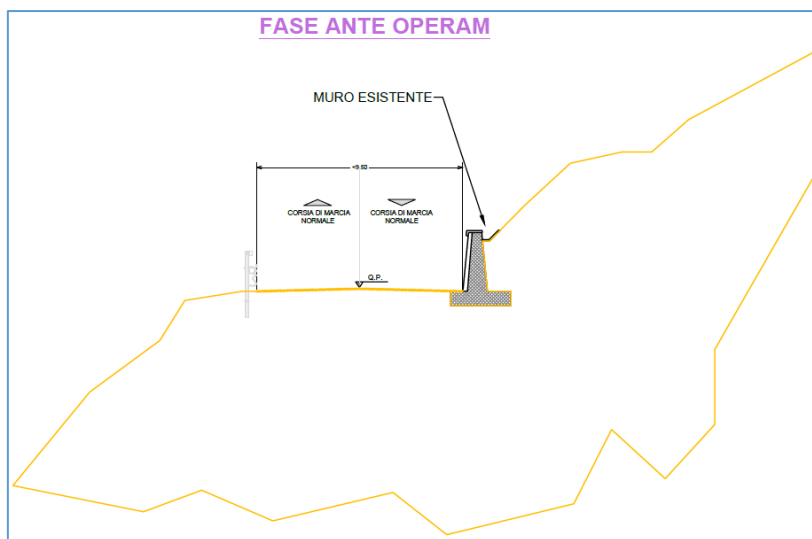 FASE ANTE OPERAM
MURO ESISTENTE
CORSIA DI MARCIA
NORMALE
CORSIA DI MARCIA
NORMALE
Q.P.